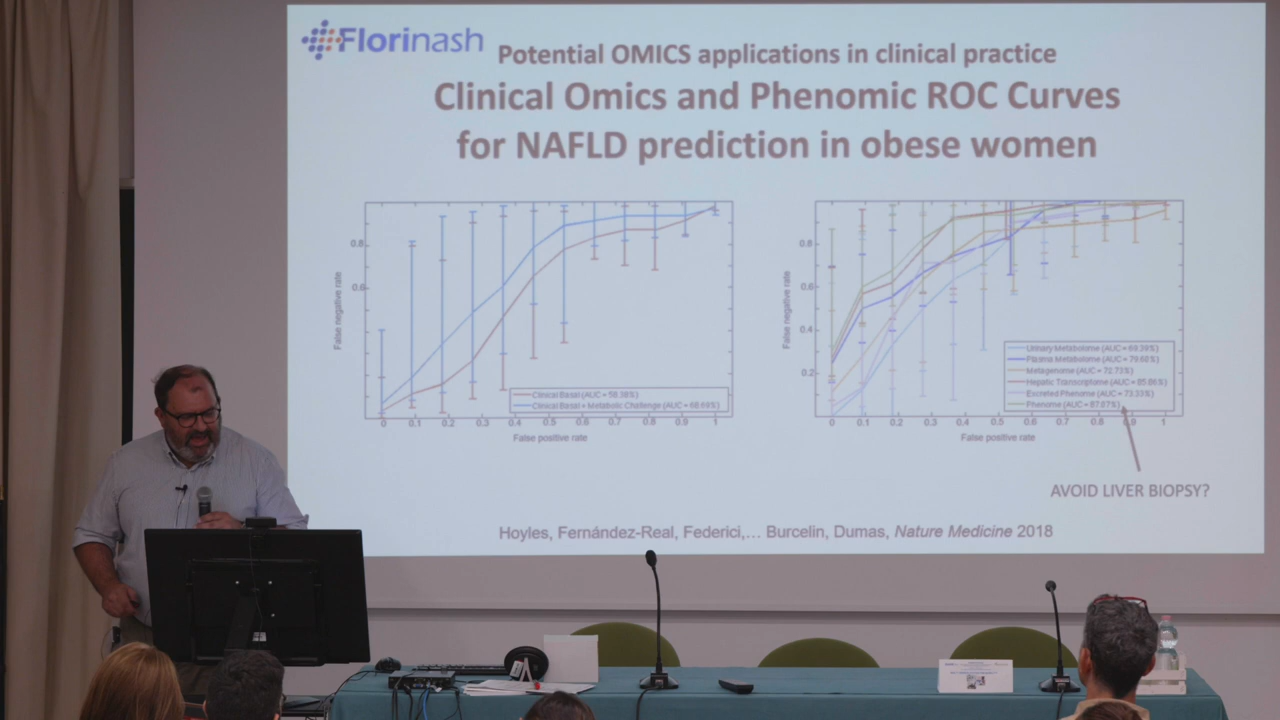 Florinash
Potential OMICS applications in clinical practice
Clinical Omics and Phenomic ROC Curves
for NAFLD prediction in obese women
False negative rate
0.8
0.6
Clinical Basal (AUC = 58.38%)
Clinical Basal + Metabolic Challenge (AUC = 68.69%)
0 0.1 0.2 0.3 0.4 0.5 0.6 0.7 0.8 0.9 1
False positive rate
False negative rate
0.8
0.6
0.4
0.2
Urinary Metabolome (AUC = 69.39%)
Plasma Metabolome (AUC = 79.60%)
Metagenome (AUC = 72.73%)
Hepatic Transcriptome (AUC = 85.86%)
Excreted Phenome (AUC = 73.33%)
Phenome (AUC = 87.07%)
0 0.1 0.2 0.3 0.4 0.5 0.6 0.7 0.8 0.9 1
False positive rate
AVOID LIVER BIOPSY?
Hoyles, Fernández-Real, Federici,... Burcelin, Dumas, Nature Medicine 2018